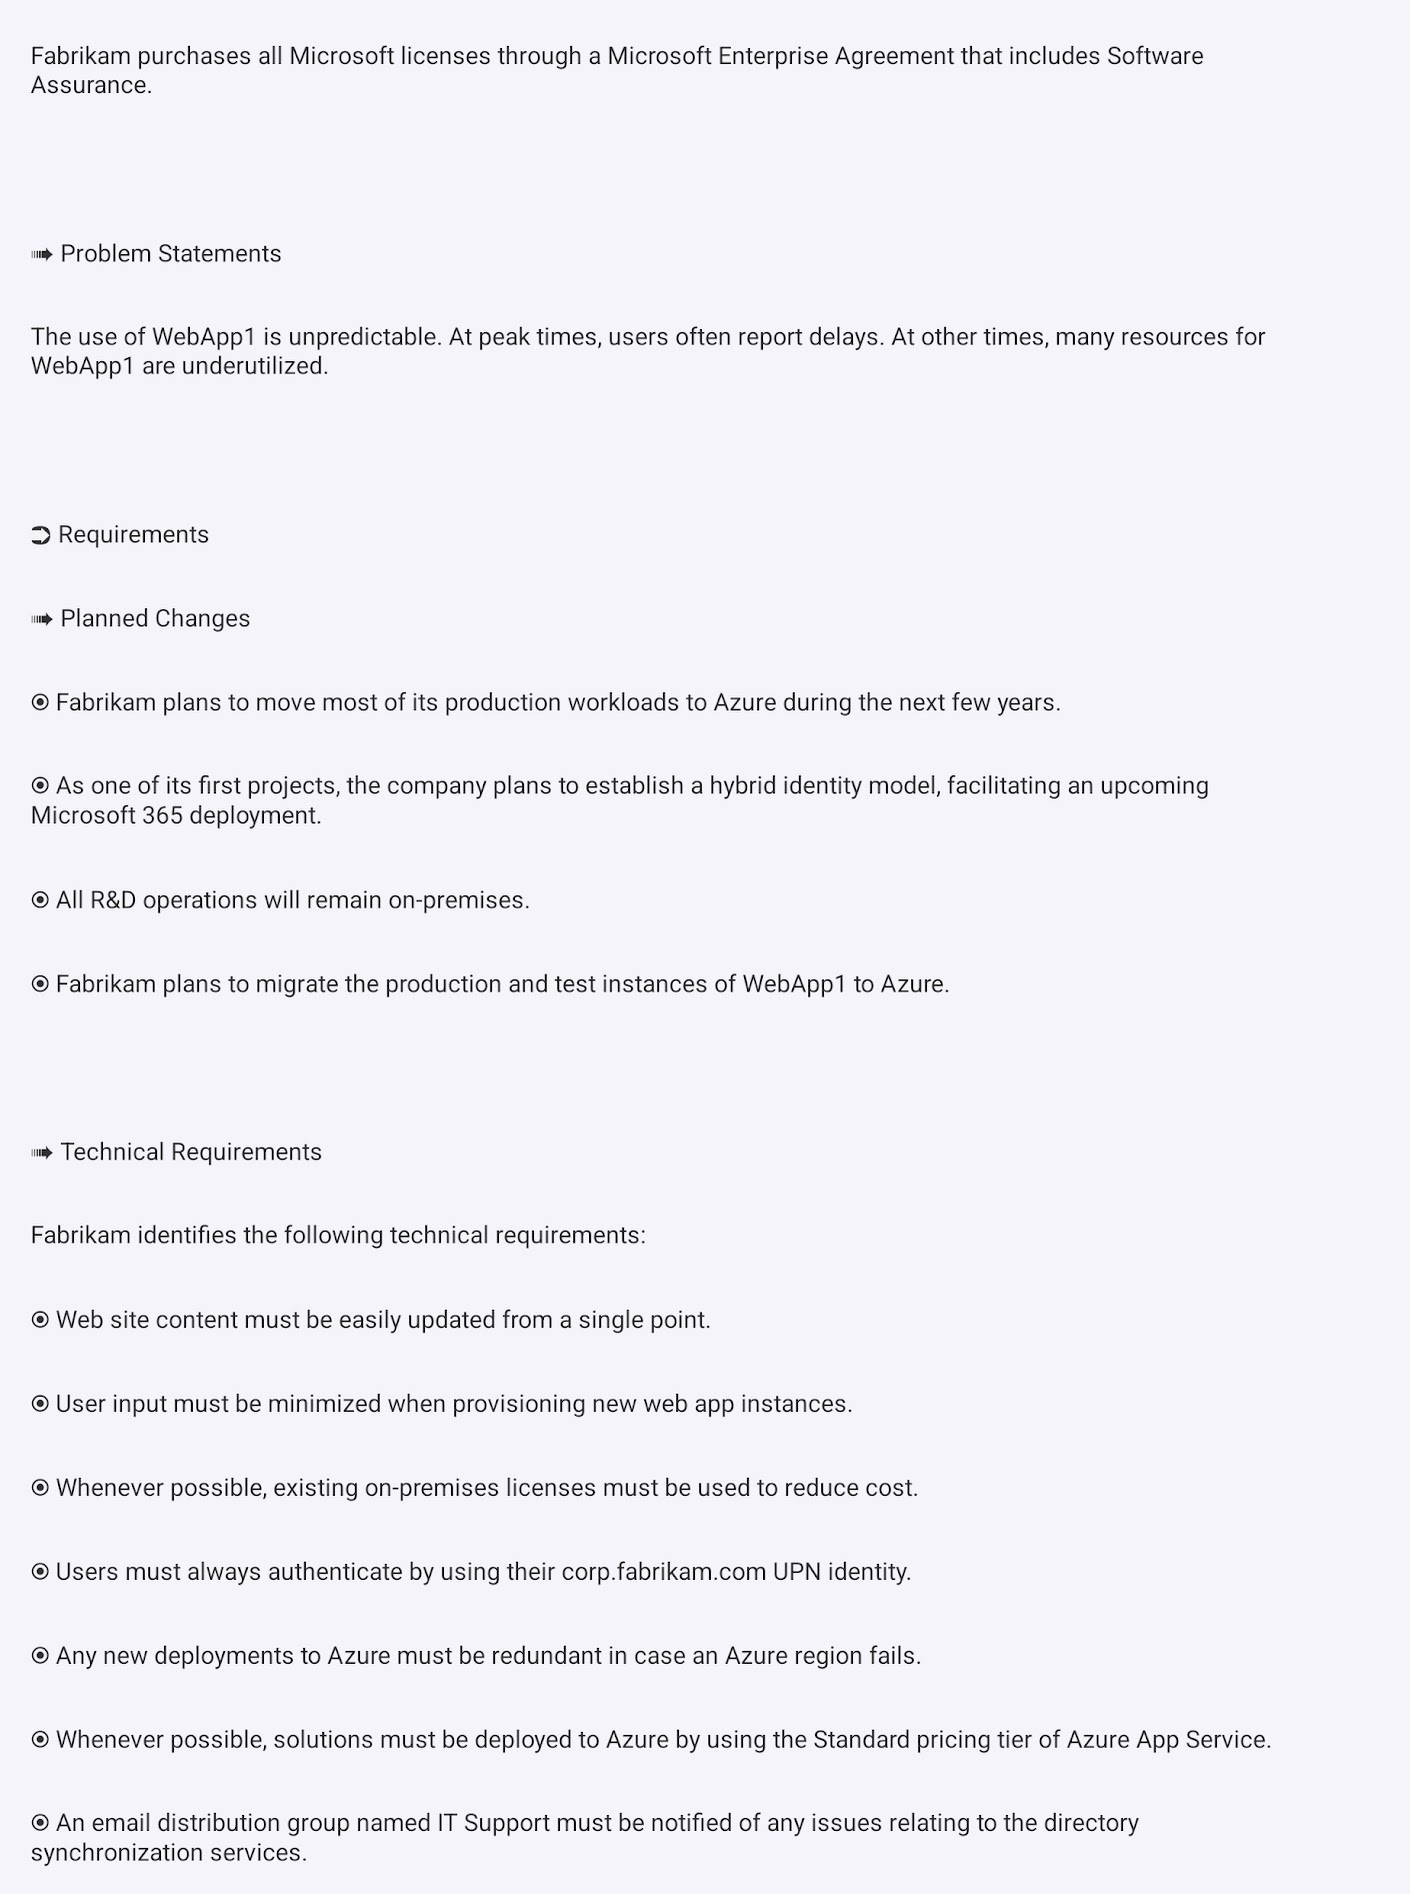 Fabrikam purchases all Microsoft licenses through a Microsoft Enterprise Agreement that includes Software
Assurance.
➠ Problem Statements
The use of WebApp1 is unpredictable. At peak times, users often report delays. At other times, many resources for
WebApp1 are underutilized.
➲ Requirements
➠ Planned Changes
⦿ Fabrikam plans to move most of its production workloads to Azure during the next few years.
⦿ As one of its first projects, the company plans to establish a hybrid identity model, facilitating an upcoming
Microsoft 365 deployment.
⦿ All R&D operations will remain on-premises.
⦿ Fabrikam plans to migrate the production and test instances of WebApp1 to Azure.
➠ Technical Requirements
Fabrikam identifies the following technical requirements:
⦿ Web site content must be easily updated from a single point.
⦿ User input must be minimized when provisioning new web app instances.
⦿ Whenever possible, existing on-premises licenses must be used to reduce cost.
⦿ Users must always authenticate by using their corp.fabrikam.com UPN identity.
⦿ Any new deployments to Azure must be redundant in case an Azure region fails.
⦿ Whenever possible, solutions must be deployed to Azure by using the Standard pricing tier of Azure App Service.
⦿ An email distribution group named IT Support must be notified of any issues relating to the directory
synchronization services.